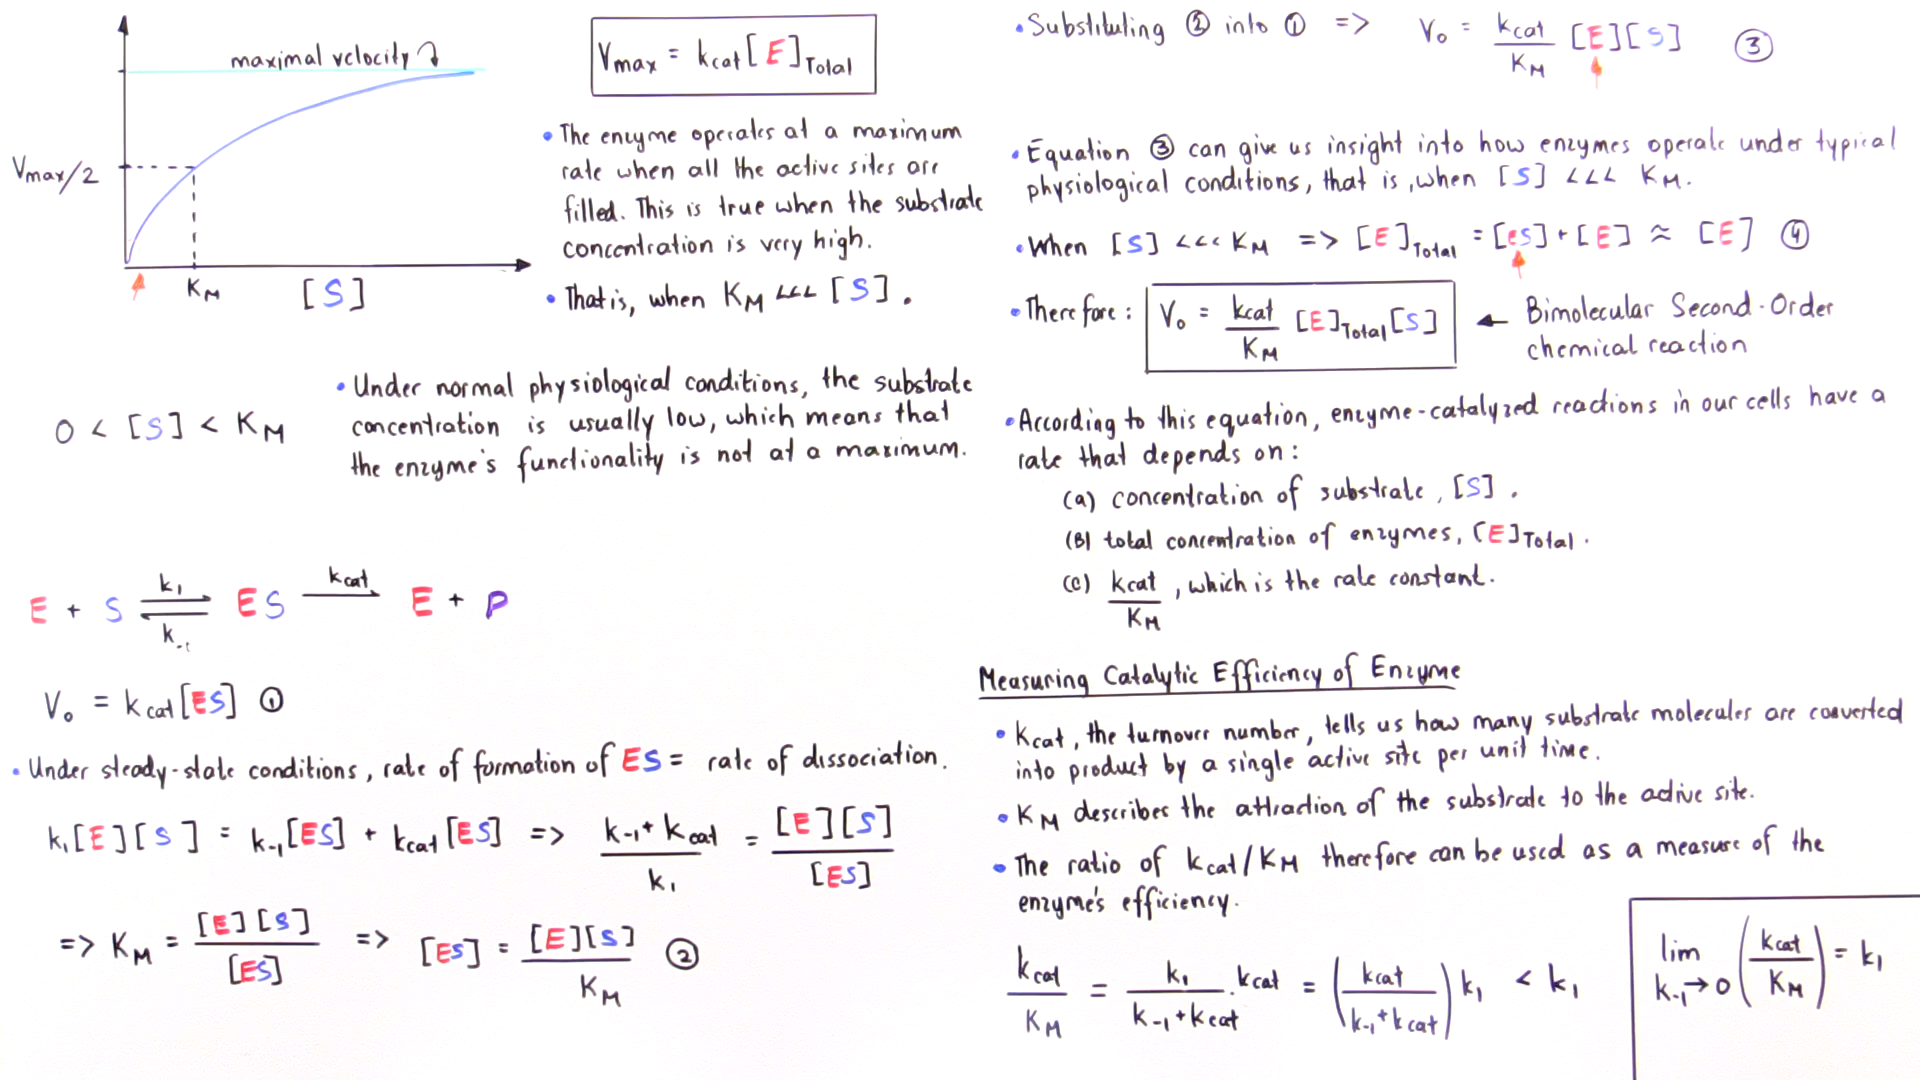 maximal velocity
Vmax/2
KM
[S]
Vmax = kcat[E]Total
• The enzyme operates at a maximum
rate when all the active sites are
filled. This is true when the substrate
concentration is very high.
• That is, when KM <<< [S].
0 < [S] < KM
• Under normal physiological conditions, the substrate
concentration is usually low, which means that
the enzyme's functionality is not at a maximum.
E + S ⇌ ES → E + P
k1
k-1
kcat
V0 = kcat[ES] ①
• Under steady-state conditions, rate of formation of ES = rate of dissociation.
k1[E][S] = k-1[ES] + kcat[ES] => (k-1 + kcat)/k1 = [E][S]/[ES]
=> KM = [E][S]/[ES] => [ES] = [E][S]/KM ②
• Substituting ② into ① => V0 = kcat/KM [E][S] ③
• Equation ③ can give us insight into how enzymes operate under typical
physiological conditions, that is, when [S] <<< KM.
• When [S] <<< KM => [E]Total = [ES] + [E] ≈ [E] ④
• Therefore: V0 = kcat/KM [E]Total[S] ← Bimolecular Second-Order
chemical reaction
• According to this equation, enzyme-catalyzed reactions in our cells have a
rate that depends on:
(a) concentration of substrate, [S].
(B) total concentration of enzymes, [E]Total.
(c) kcat/KM, which is the rate constant.
Measuring Catalytic Efficiency of Enzyme
• kcat, the turnover number, tells us how many substrate molecules are converted
into product by a single active site per unit time.
• KM describes the attraction of the substrate to the active site.
• The ratio of kcat/KM therefore can be used as a measure of the
enzyme's efficiency.
kcat/KM = k1/(k-1 + kcat) · kcat = (kcat/(k-1 + kcat)) k1 < k1
lim k-1→0 (kcat/KM) = k1